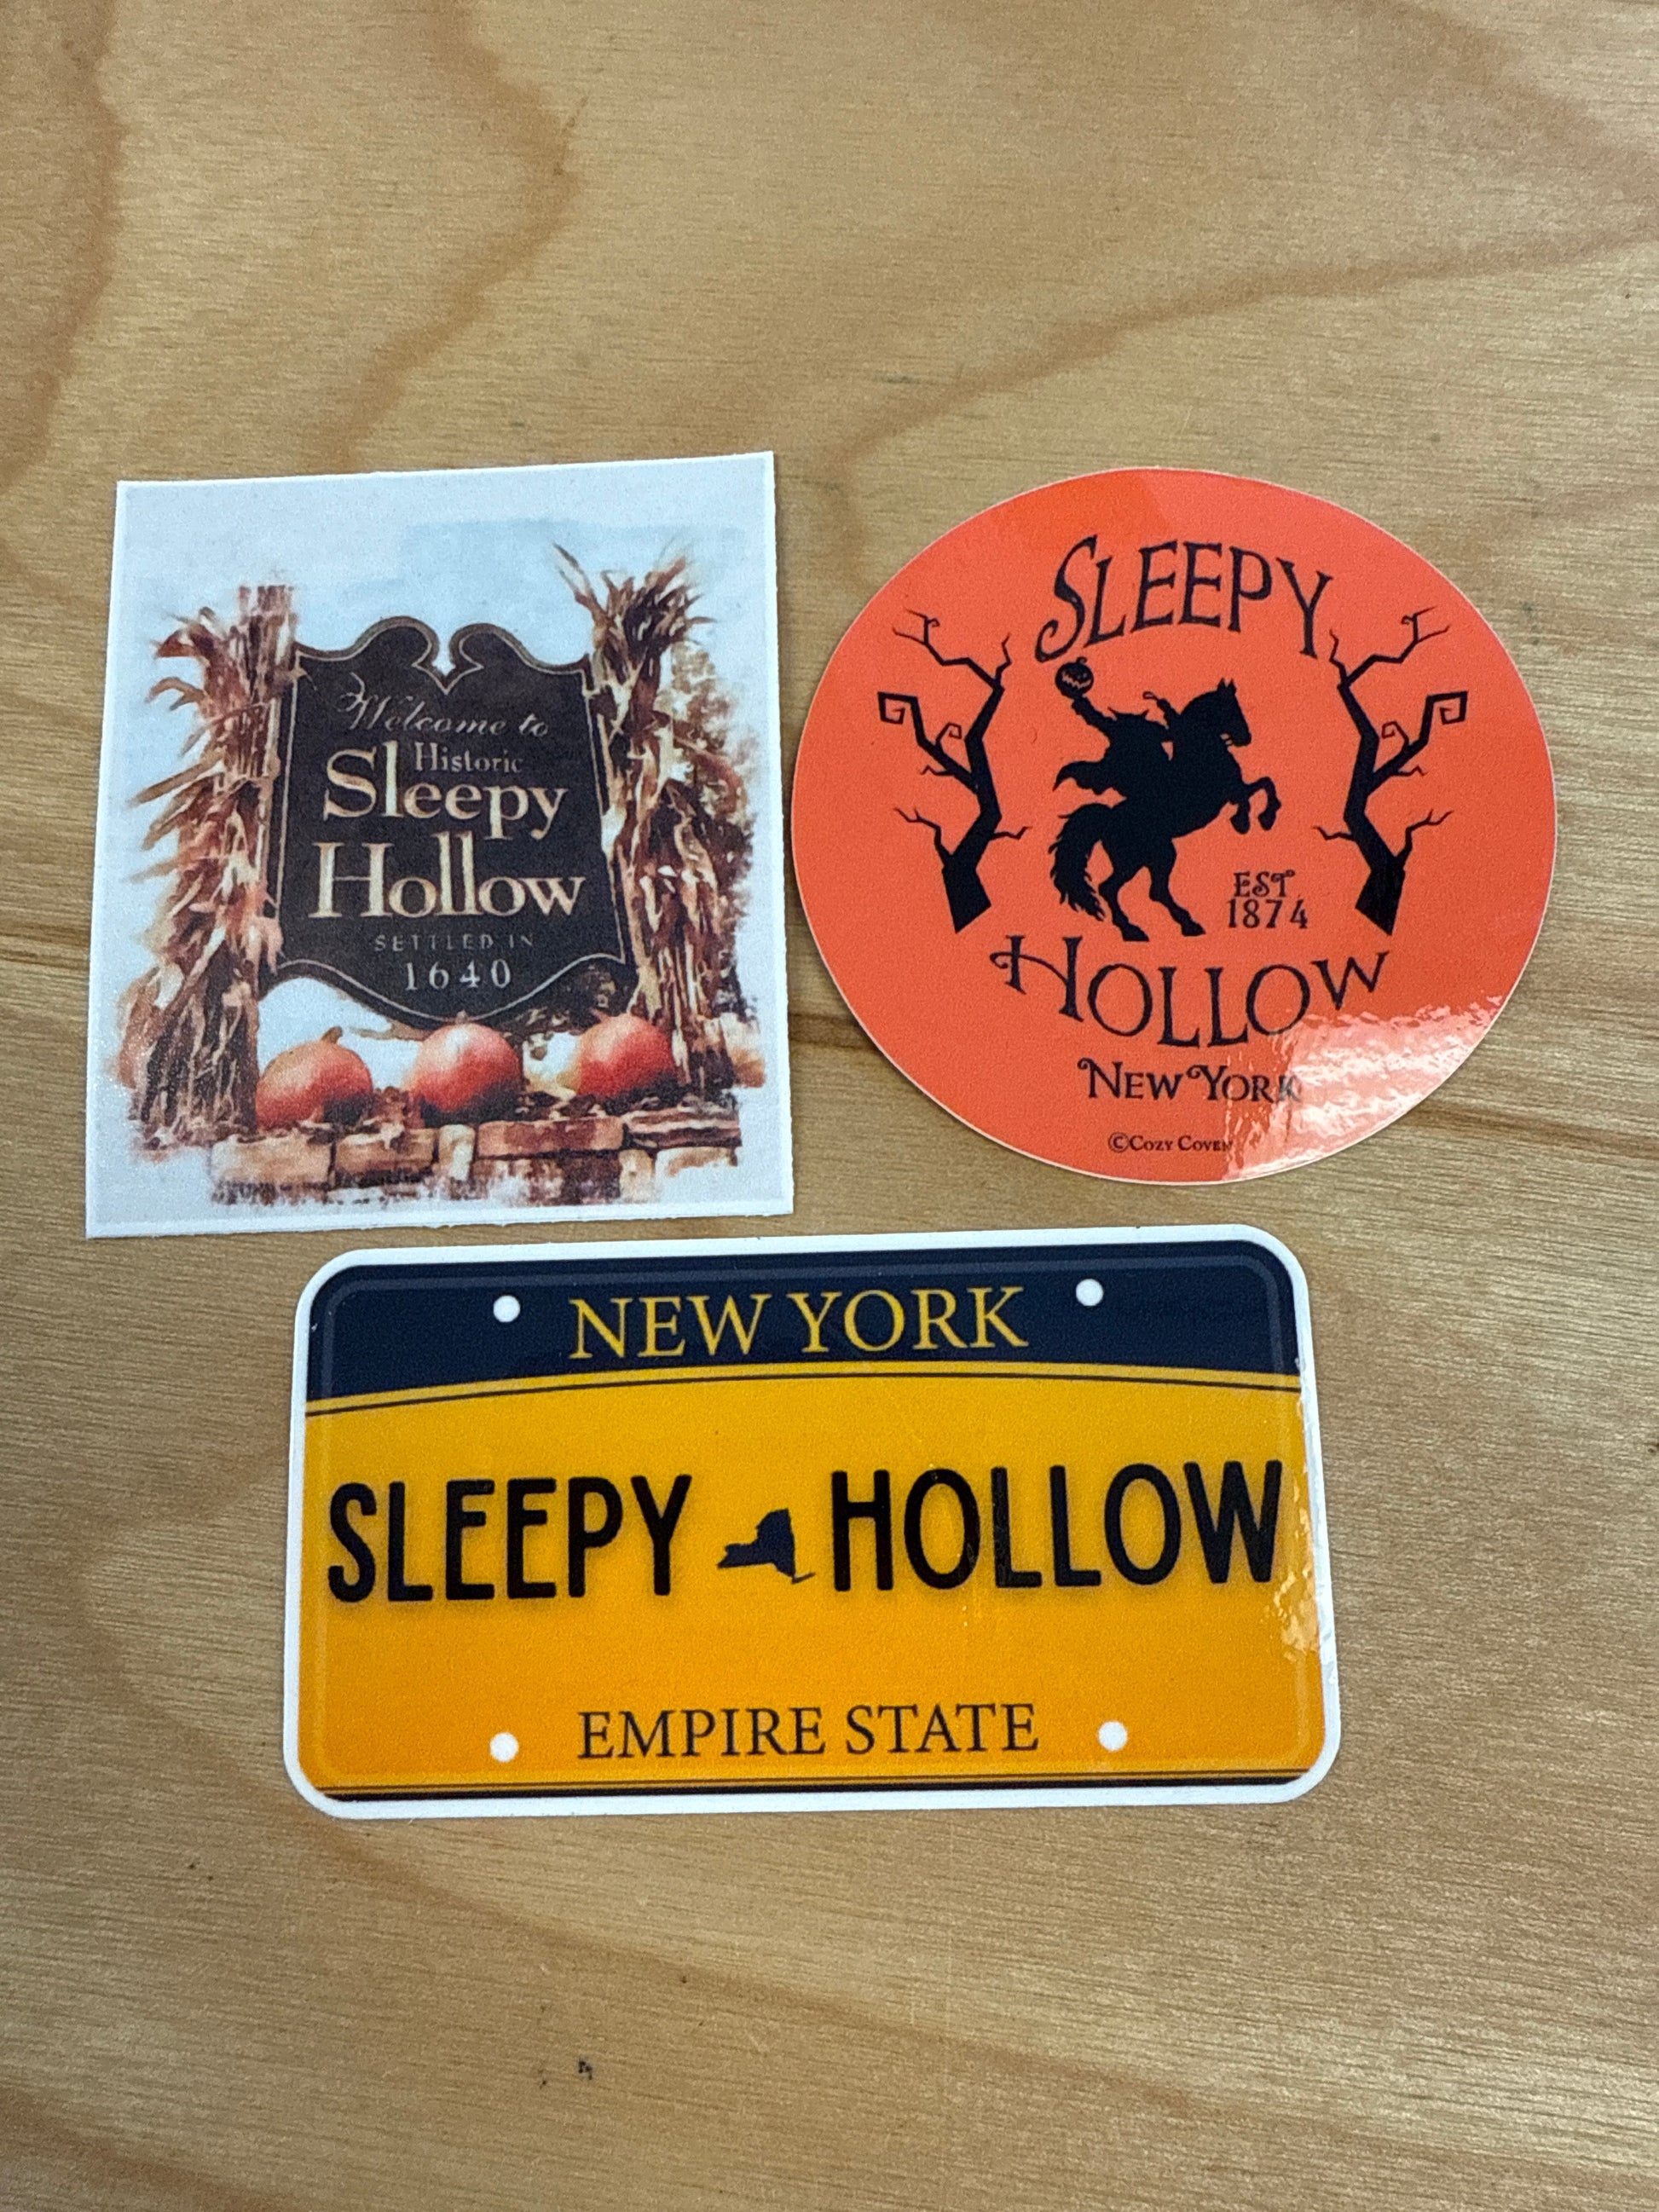 Welcome to
Historic
Sleepy
Hollow
SETTLED IN
1640
SLEEPY
EST
1874
HOLLOW
NEW YORK
©COZY COVEN
NEW YORK
SLEEPY HOLLOW
EMPIRE STATE